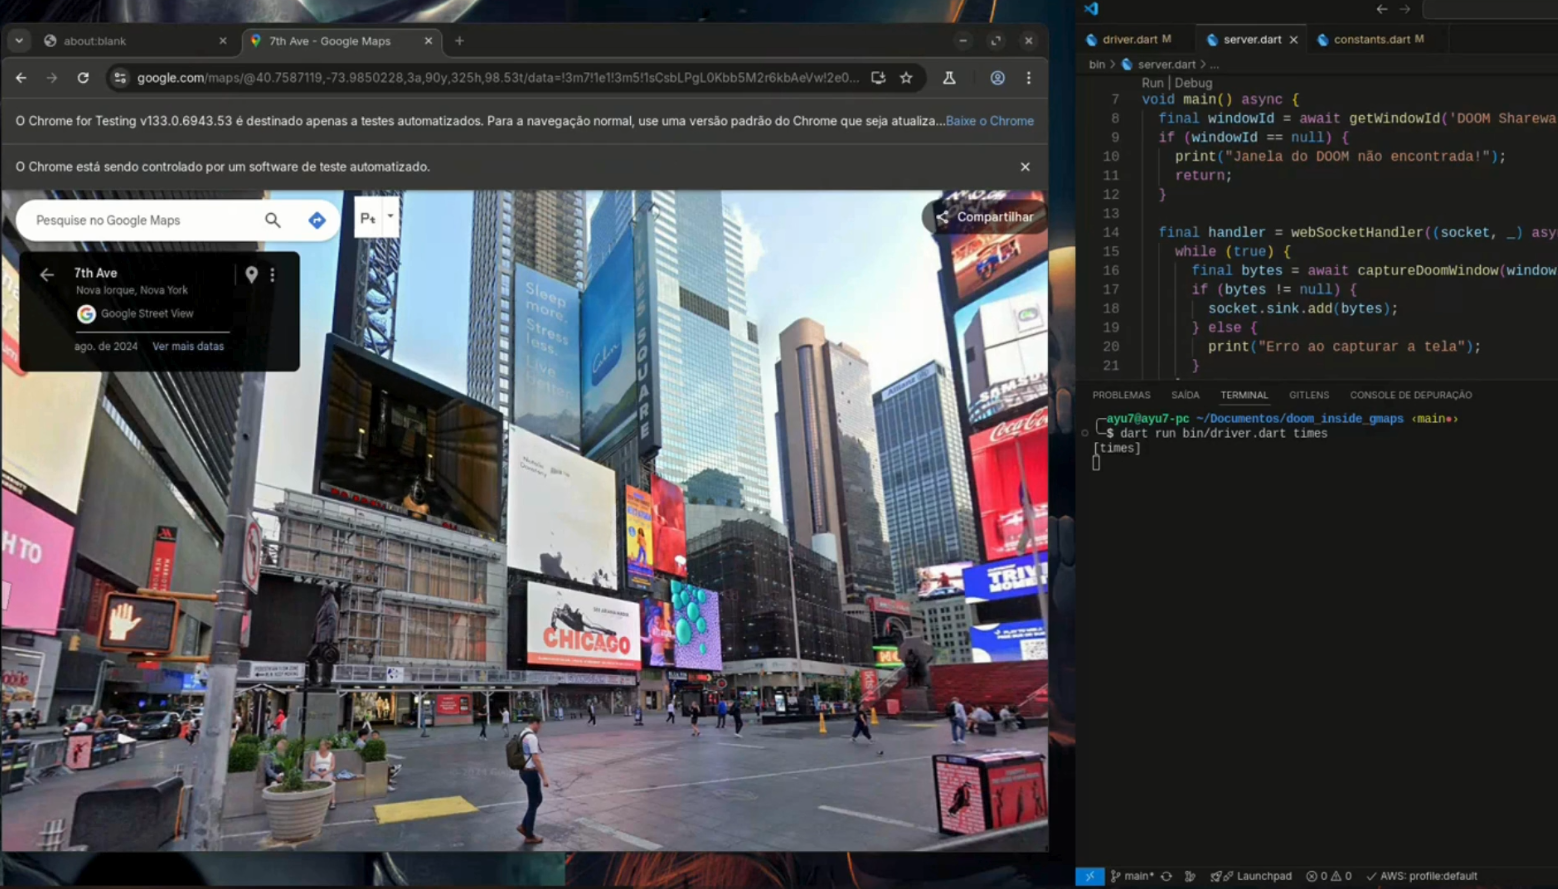 about:blank
7th Ave - Google Maps
google.com/maps/@40.7587119,-73.9850228,3a,90y,325h,98.53t/data=!3m7!1e1!3m5!1sCsbLPgL0Kbb5M2r6kbAeVw!2e0...
O Chrome for Testing v133.0.6943.53 é destinado apenas a testes automatizados. Para a navegação normal, use uma versão padrão do Chrome que seja atualiza... Baixe o Chrome
O Chrome está sendo controlado por um software de teste automatizado.
Pesquise no Google Maps
Compartilhar
7th Ave
Nova Iorque, Nova York
Google Street View
ago. de 2024 Ver mais datas
Sleep
more.
Stress
less.
Live
Better.
Calm
TIMES SQUARE
SAMSUNG
Coca-Cola
H TO
CHICAGO
driver.dart M
server.dart
constants.dart M
bin > server.dart > ...
Run | Debug
7 void main() async {
8 final windowId = await getWindowId('DOOM Sharewa
9 if (windowId == null) {
10 print("Janela do DOOM não encontrada!");
11 return;
12 }
13
14 final handler = webSocketHandler((socket, _) asy
15 while (true) {
16 final bytes = await captureDoomWindow(window
17 if (bytes != null) {
18 socket.sink.add(bytes);
19 } else {
20 print("Erro ao capturar a tela");
21 }
PROBLEMAS SAÍDA TERMINAL GITLENS CONSOLE DE DEPURAÇÃO
ayu7@ayu7-pc ~/Documentos/doom_inside_gmaps ‹main●›
$ dart run bin/driver.dart times
[times]
main* Launchpad 0 0 AWS: profile:default